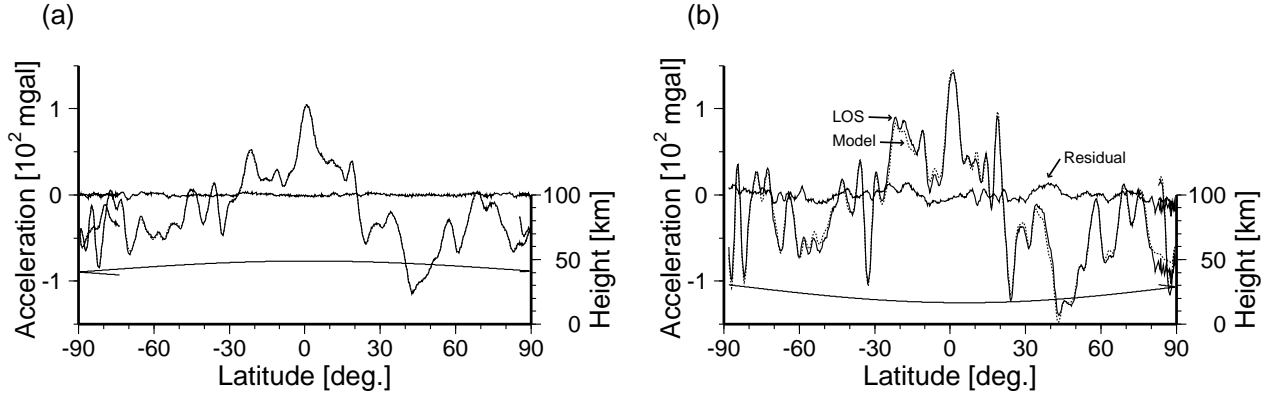 (a)
Acceleration [10² mgal]
1
0
-1
100
50
0
Height [km]
-90 -60 -30 0 30 60 90
Latitude [deg.]
(b)
Acceleration [10² mgal]
1
0
-1
LOS
Model
Residual
100
50
0
Height [km]
-90 -60 -30 0 30 60 90
Latitude [deg.]